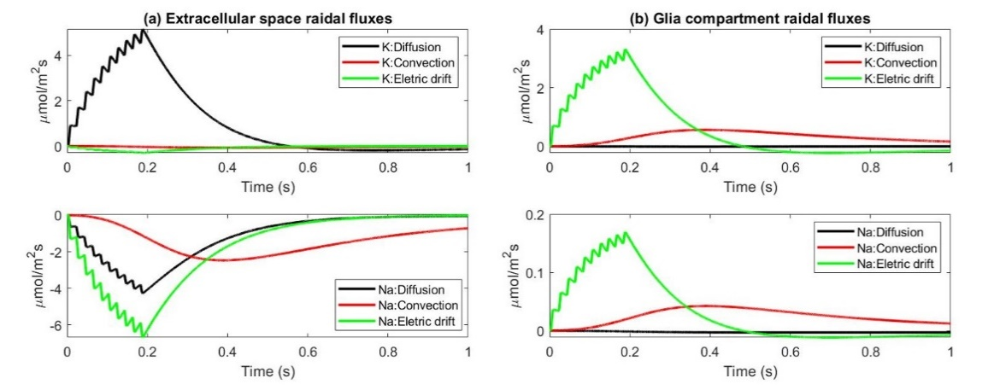 (a) Extracellular space raidal fluxes
K:Diffusion
K:Convection
K:Eletric drift
4
2
0
μmol/m²s
0 0.2 0.4 0.6 0.8 1
Time (s)
(b) Glia compartment raidal fluxes
K:Diffusion
K:Convection
K:Eletric drift
4
2
0
μmol/m²s
0 0.2 0.4 0.6 0.8 1
Time (s)
Na:Diffusion
Na:Convection
Na:Eletric drift
0
-2
-4
-6
μmol/m²s
0 0.2 0.4 0.6 0.8 1
Time (s)
Na:Diffusion
Na:Convection
Na:Eletric drift
0.2
0.1
0
μmol/m²s
0 0.2 0.4 0.6 0.8 1
Time (s)